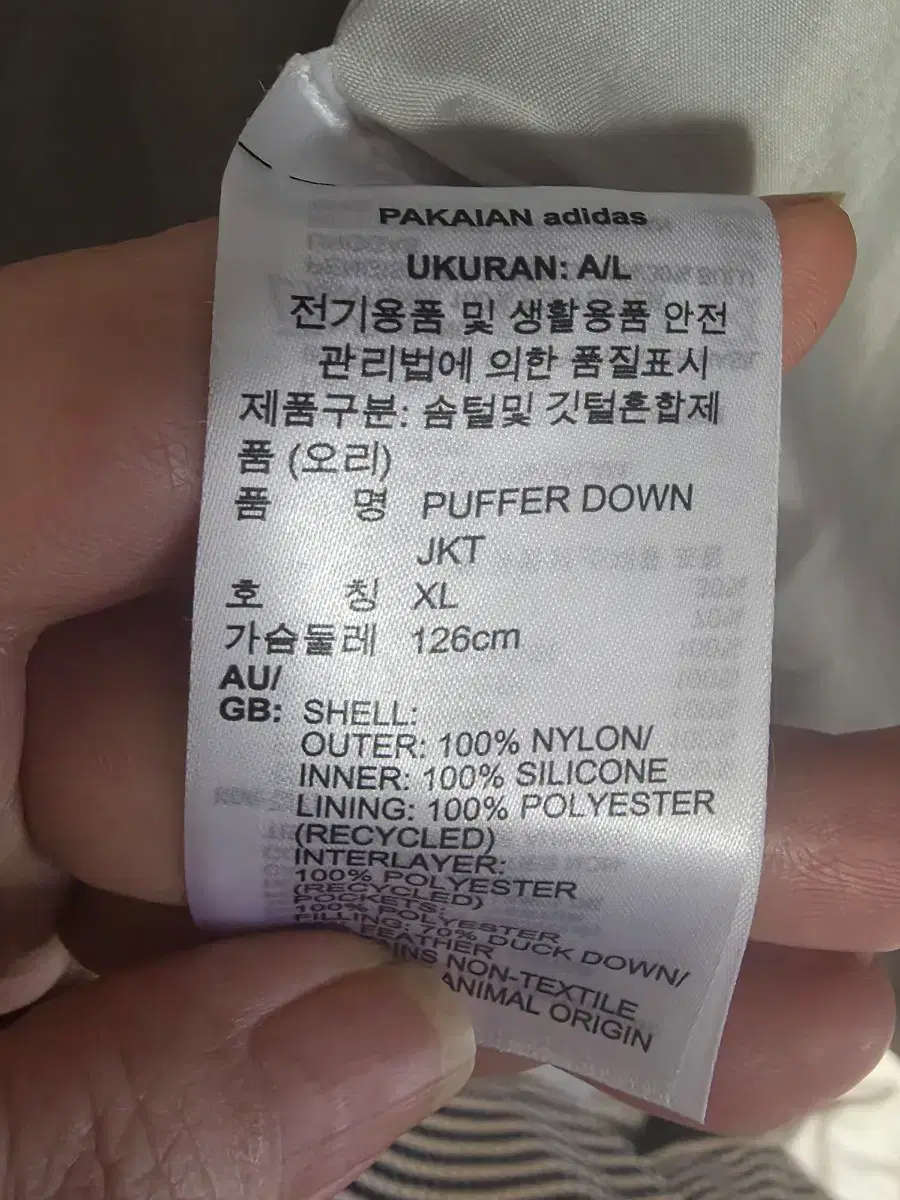 PAKAIAN adidas
UKURAN: A/L
전기용품 및 생활용품 안전
관리법에 의한 품질표시
제품구분: 솜털및 깃털혼합제
품 (오리)
품 명 PUFFER DOWN
JKT
호 칭 XL
가슴둘레 126cm
AU/
GB: SHELL:
OUTER: 100% NYLON/
INNER: 100% SILICONE
LINING: 100% POLYESTER
(RECYCLED)
INTERLAYER:
100% POLYESTER
(RECYCLED)
POCKETS:
100% POLYESTER
FILLING: 70% DUCK DOWN/
FEATHER
NON-TEXTILE
ANIMAL ORIGIN